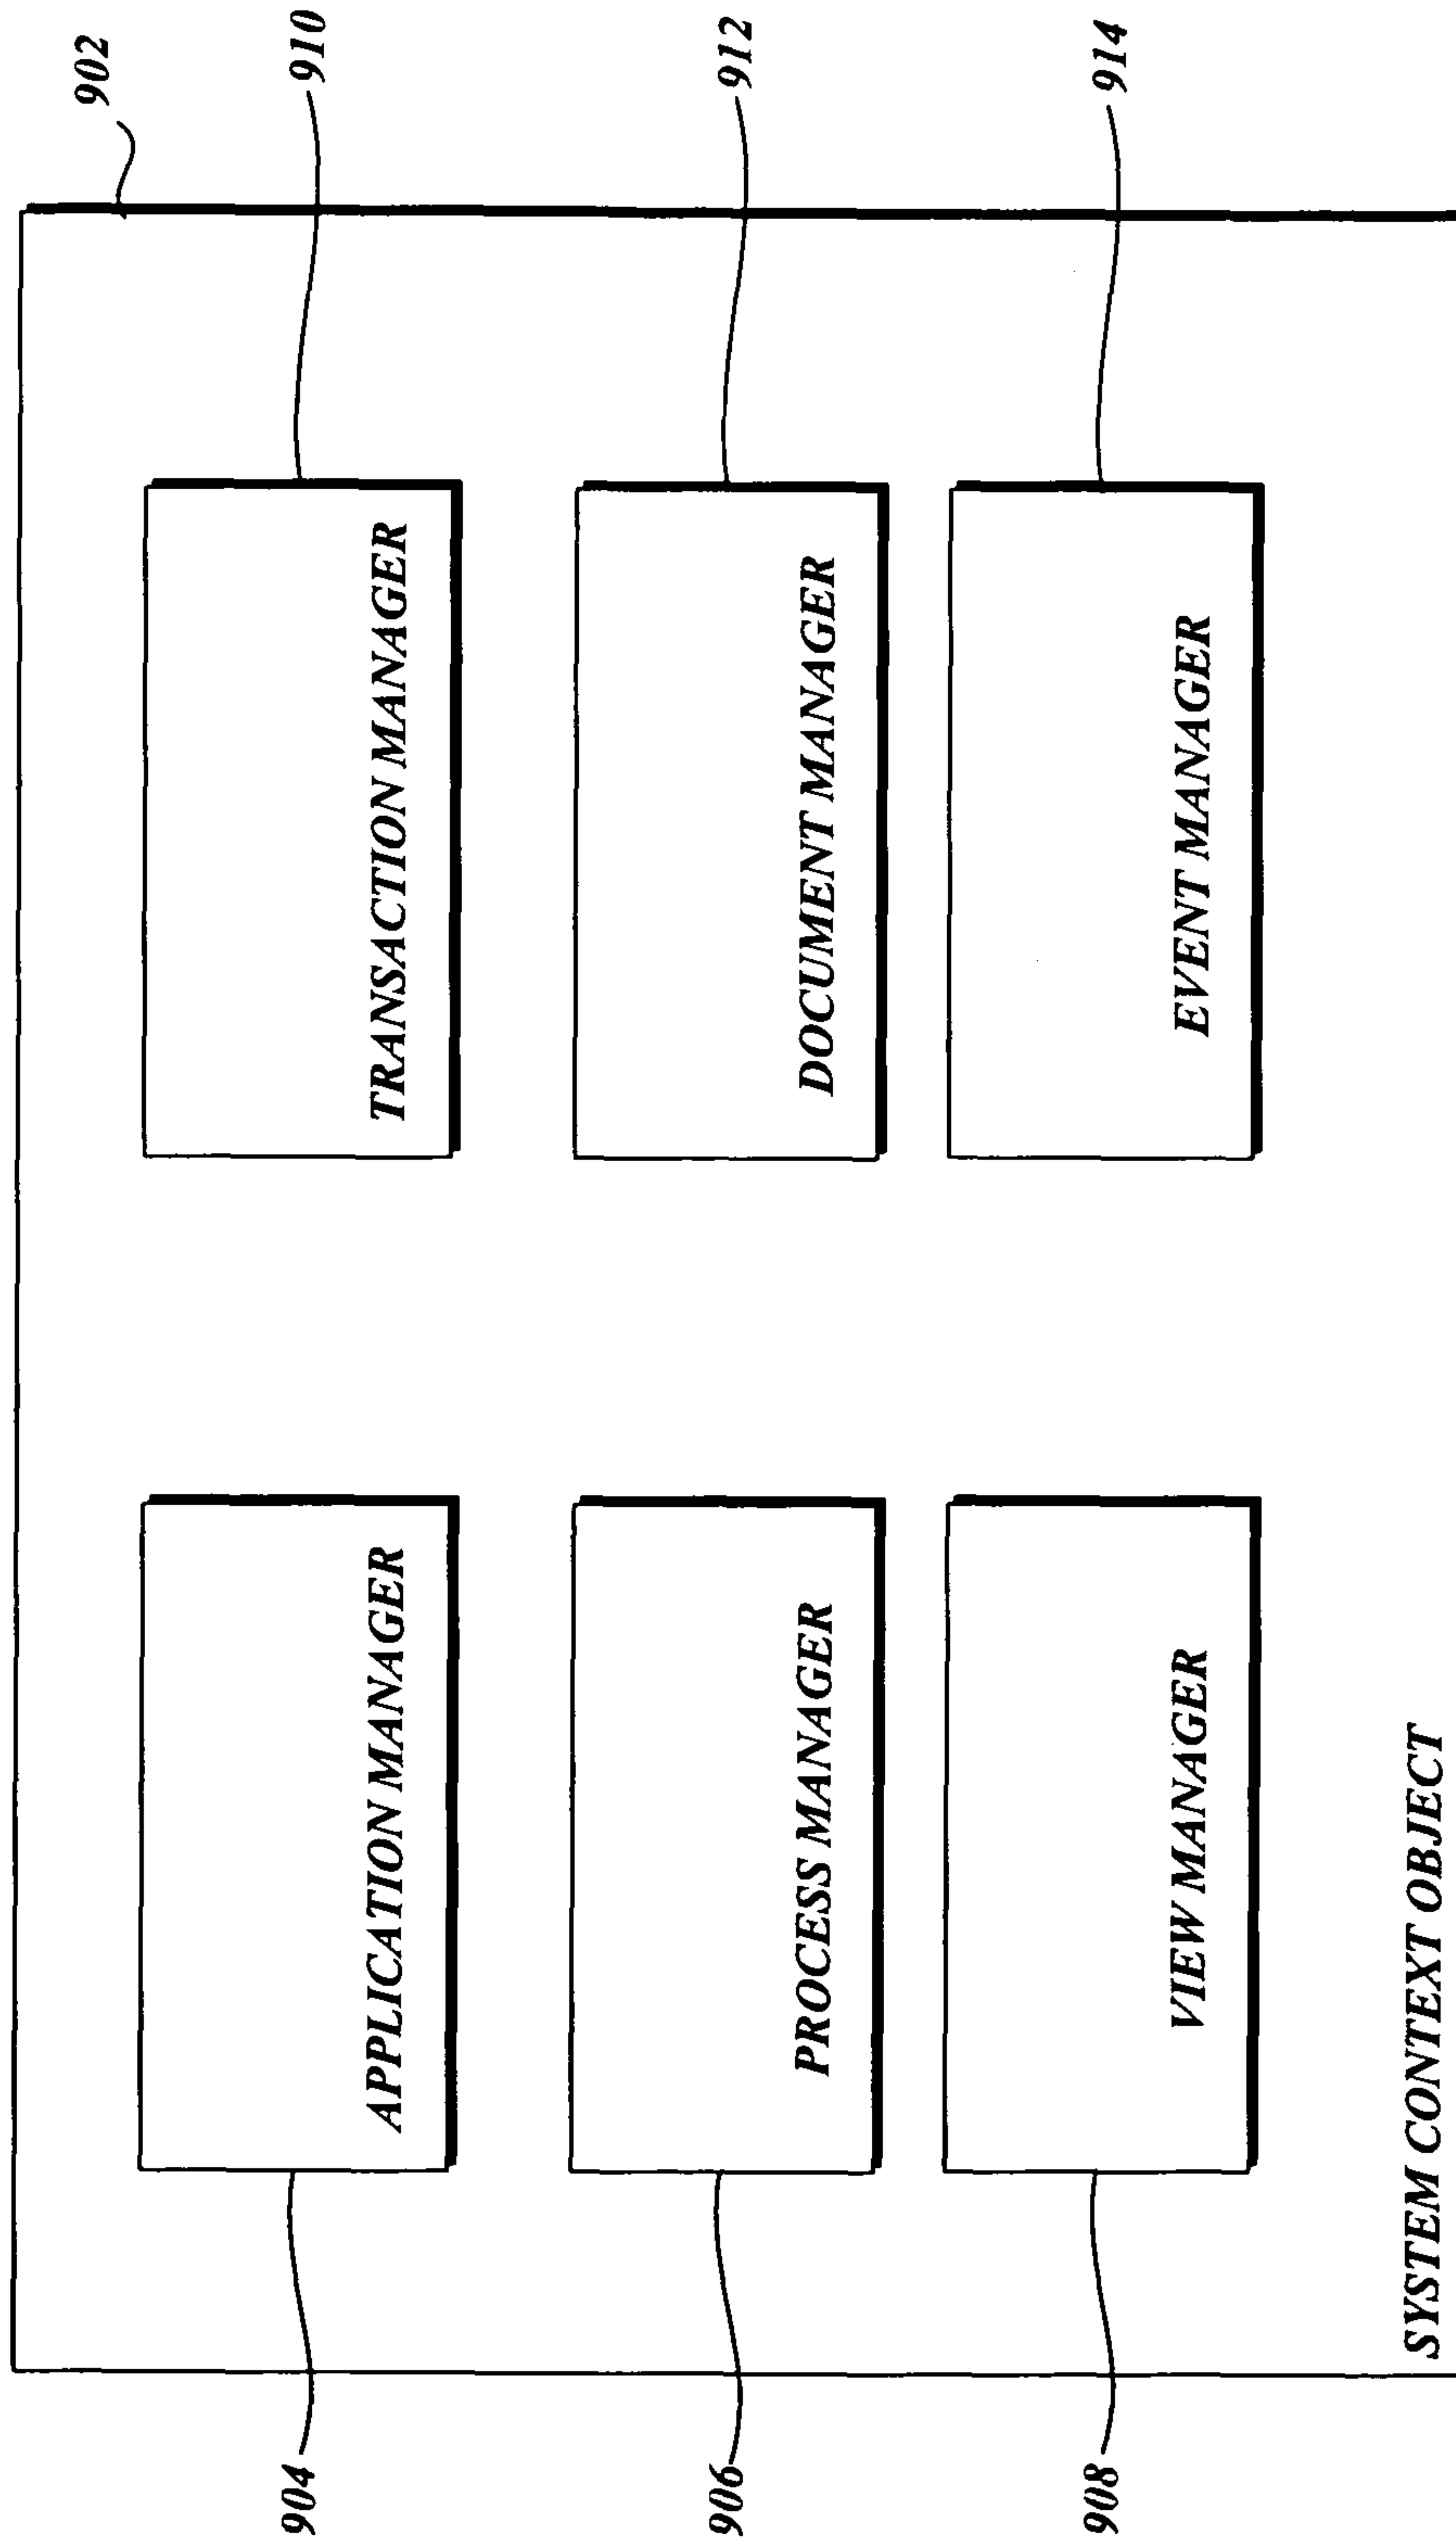 902
904
APPLICATION MANAGER
TRANSACTION MANAGER
910
906
PROCESS MANAGER
DOCUMENT MANAGER
912
908
VIEW MANAGER
EVENT MANAGER
914
SYSTEM CONTEXT OBJECT